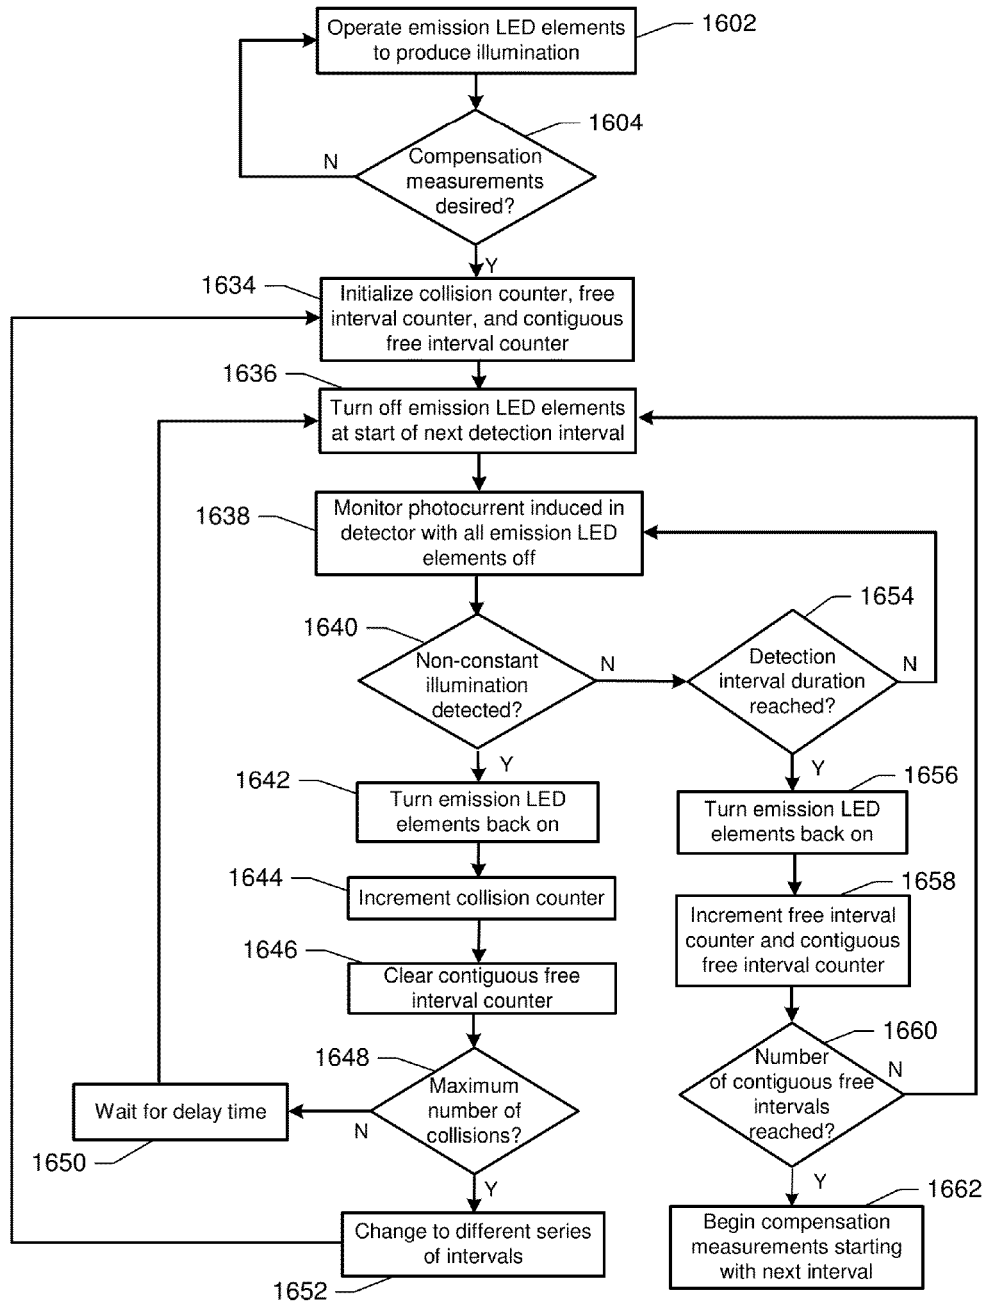 Operate emission LED elements
to produce illumination
1602
1604
Compensation
measurements
desired?
N
Y
1634
Initialize collision counter, free
interval counter, and contiguous
free interval counter
1636
Turn off emission LED elements
at start of next detection interval
1638
Monitor photocurrent induced in
detector with all emission LED
elements off
1640
Non-constant
illumination
detected?
N
Y
1654
Detection
interval duration
reached?
N
Y
1642
Turn emission LED
elements back on
1656
Turn emission LED
elements back on
1644
Increment collision counter
1658
Increment free interval
counter and contiguous
free interval counter
1646
Clear contiguous free
interval counter
1648
Maximum
number of
collisions?
N
Y
1660
Number
of contiguous free
intervals
reached?
N
Y
Wait for delay time
1650
Change to different series
of intervals
1652
1662
Begin compensation
measurements starting
with next interval